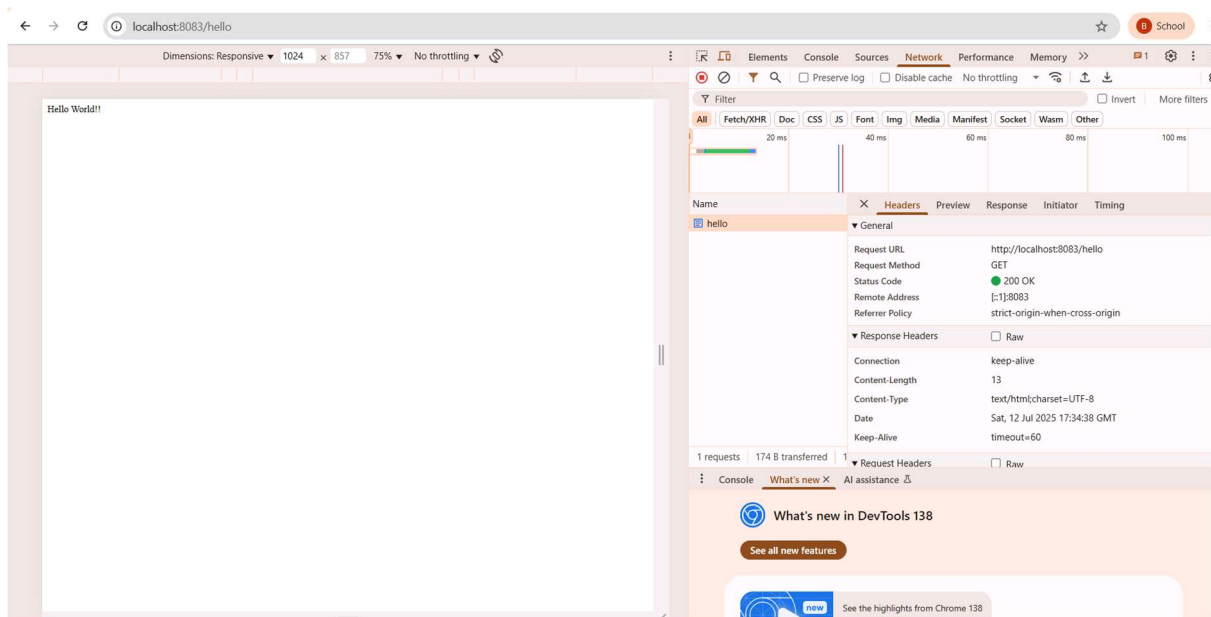 localhost:8083/hello
B School
Dimensions: Responsive ▼ 1024 × 857 75% ▼ No throttling ▼
Elements Console Sources Network Performance Memory >> 1
Preserve log Disable cache No throttling
Hello World!!
Filter Invert More filters
All Fetch/XHR Doc CSS JS Font Img Media Manifest Socket Wasm Other
20 ms 40 ms 60 ms 80 ms 100 ms
Name × Headers Preview Response Initiator Timing
hello
▼ General
Request URL http://localhost:8083/hello
Request Method GET
Status Code 200 OK
Remote Address [::1]:8083
Referrer Policy strict-origin-when-cross-origin
▼ Response Headers Raw
Connection keep-alive
Content-Length 13
Content-Type text/html;charset=UTF-8
Date Sat, 12 Jul 2025 17:34:38 GMT
Keep-Alive timeout=60
1 requests 174 B transferred 1
▼ Request Headers Raw
Console What's new × AI assistance
What's new in DevTools 138
See all new features
new
See the highlights from Chrome 138